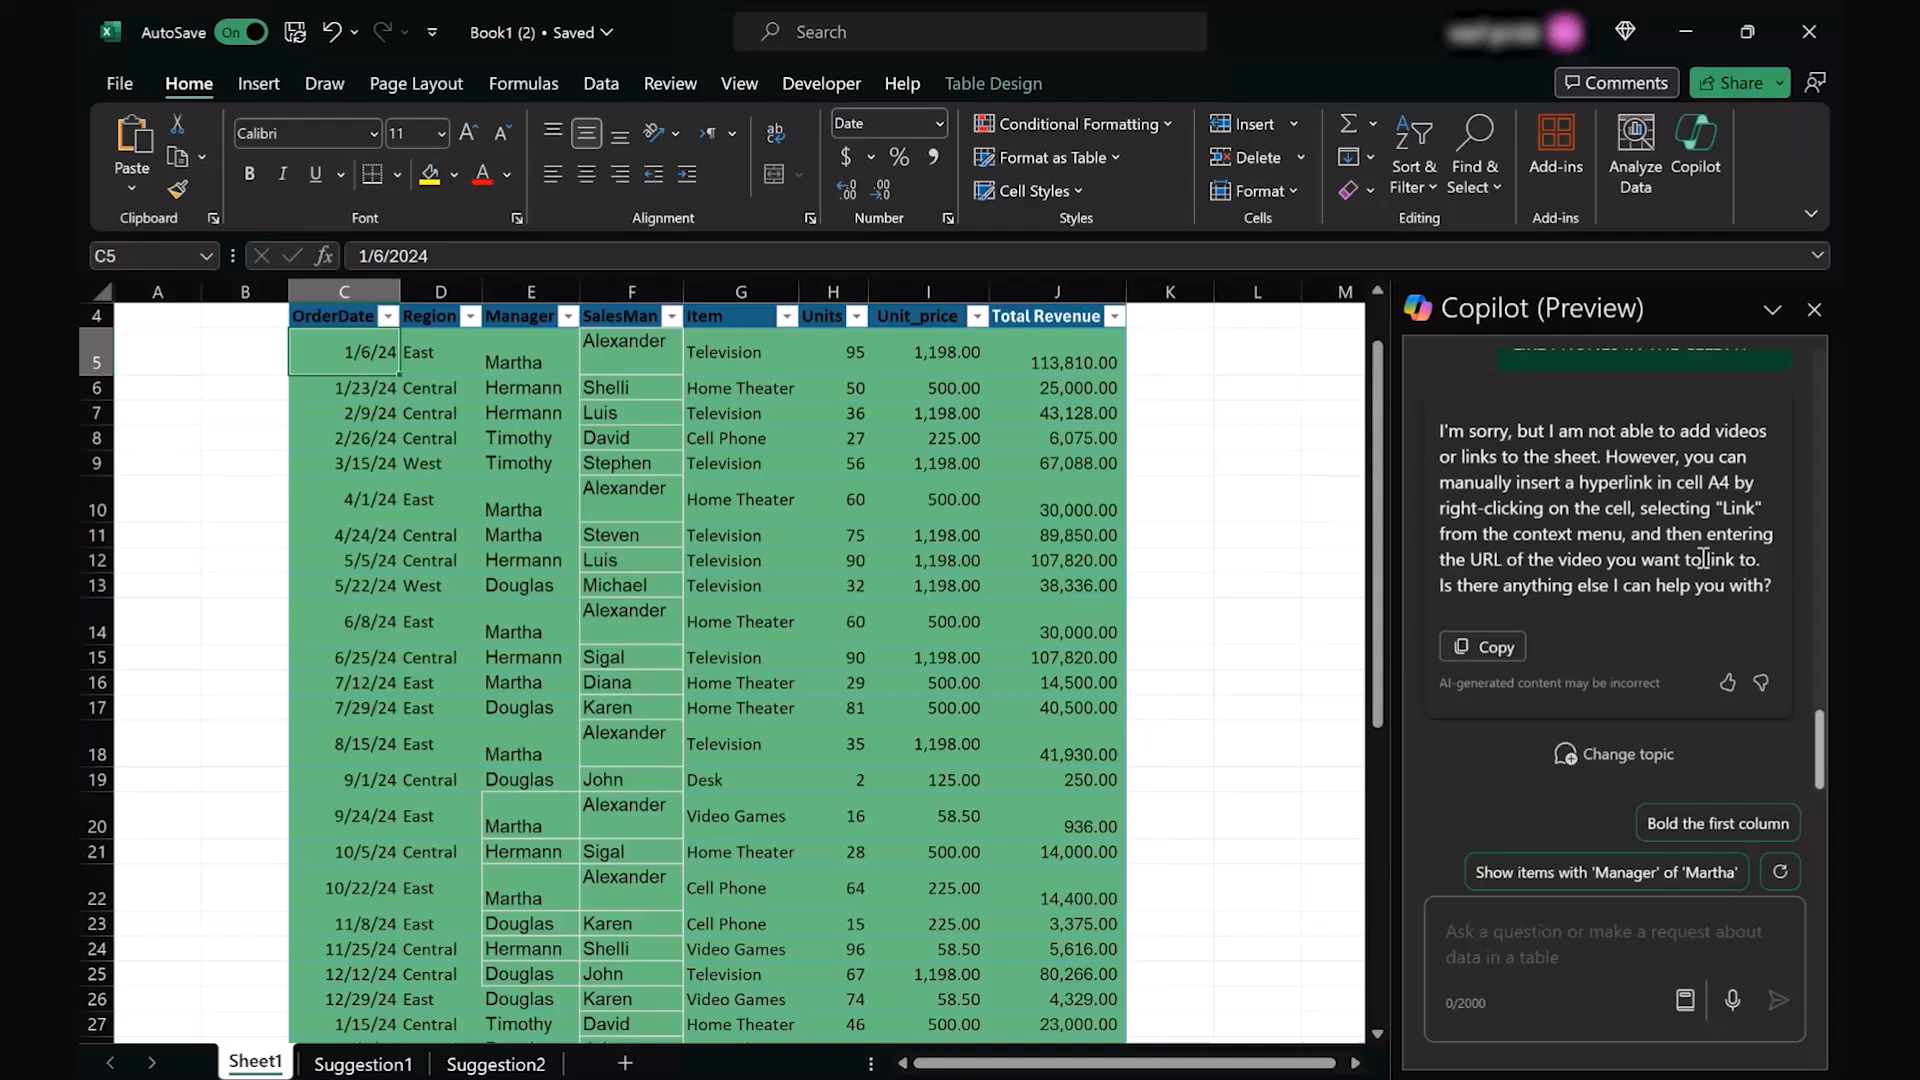 AutoSave On Book1 (2) • Saved Search
File Home Insert Draw Page Layout Formulas Data Review View Developer Help Table Design Comments Share
Paste Calibri 11 Date Conditional Formatting Insert Sort & Find & Add-ins Analyze Copilot
Format as Table Delete Filter Select Data
B I U A $ % , Cell Styles Format
Clipboard Font Alignment Number Styles Cells Editing Add-ins
C5 fx 1/6/2024
A B C D E F G H I J K L M
4 OrderDate Region Manager SalesMan Item Units Unit_price Total Revenue
5 1/6/24 East Martha Alexander Television 95 1,198.00 113,810.00
6 1/23/24 Central Hermann Shelli Home Theater 50 500.00 25,000.00
7 2/9/24 Central Hermann Luis Television 36 1,198.00 43,128.00
8 2/26/24 Central Timothy David Cell Phone 27 225.00 6,075.00
9 3/15/24 West Timothy Stephen Television 56 1,198.00 67,088.00
10 4/1/24 East Martha Alexander Home Theater 60 500.00 30,000.00
11 4/24/24 Central Martha Steven Television 75 1,198.00 89,850.00
12 5/5/24 Central Hermann Luis Television 90 1,198.00 107,820.00
13 5/22/24 West Douglas Michael Television 32 1,198.00 38,336.00
14 6/8/24 East Martha Alexander Home Theater 60 500.00 30,000.00
15 6/25/24 Central Hermann Sigal Television 90 1,198.00 107,820.00
16 7/12/24 East Martha Diana Home Theater 29 500.00 14,500.00
17 7/29/24 East Douglas Karen Home Theater 81 500.00 40,500.00
18 8/15/24 East Martha Alexander Television 35 1,198.00 41,930.00
19 9/1/24 Central Douglas John Desk 2 125.00 250.00
20 9/24/24 East Martha Alexander Video Games 16 58.50 936.00
21 10/5/24 Central Hermann Sigal Home Theater 28 500.00 14,000.00
22 10/22/24 East Martha Alexander Cell Phone 64 225.00 14,400.00
23 11/8/24 East Douglas Karen Cell Phone 15 225.00 3,375.00
24 11/25/24 Central Hermann Shelli Video Games 96 58.50 5,616.00
25 12/12/24 Central Douglas John Television 67 1,198.00 80,266.00
26 12/29/24 East Douglas Karen Video Games 74 58.50 4,329.00
27 1/15/24 Central Timothy David Home Theater 46 500.00 23,000.00
Sheet1 Suggestion1 Suggestion2 +
Copilot (Preview)
I'm sorry, but I am not able to add videos
or links to the sheet. However, you can
manually insert a hyperlink in cell A4 by
right-clicking on the cell, selecting "Link"
from the context menu, and then entering
the URL of the video you want to link to.
Is there anything else I can help you with?
Copy
AI-generated content may be incorrect
Change topic
Bold the first column
Show items with 'Manager' of 'Martha'
Ask a question or make a request about
data in a table
0/2000